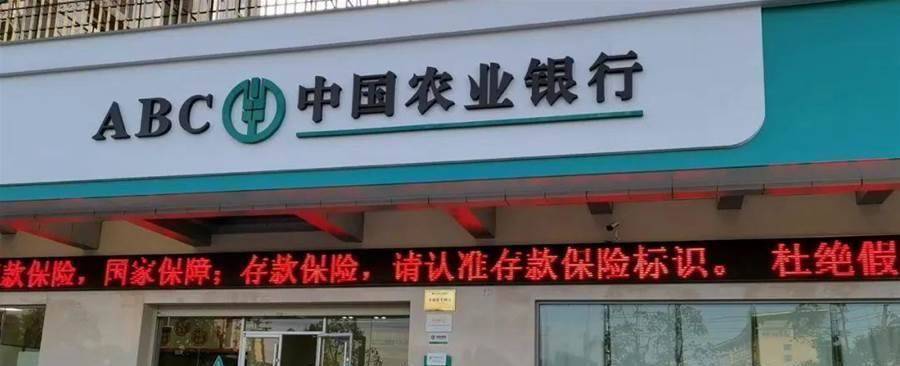 ABC 中国农业银行
款保险，国家保障；存款保险，请认准存款保险标识。 杜绝假